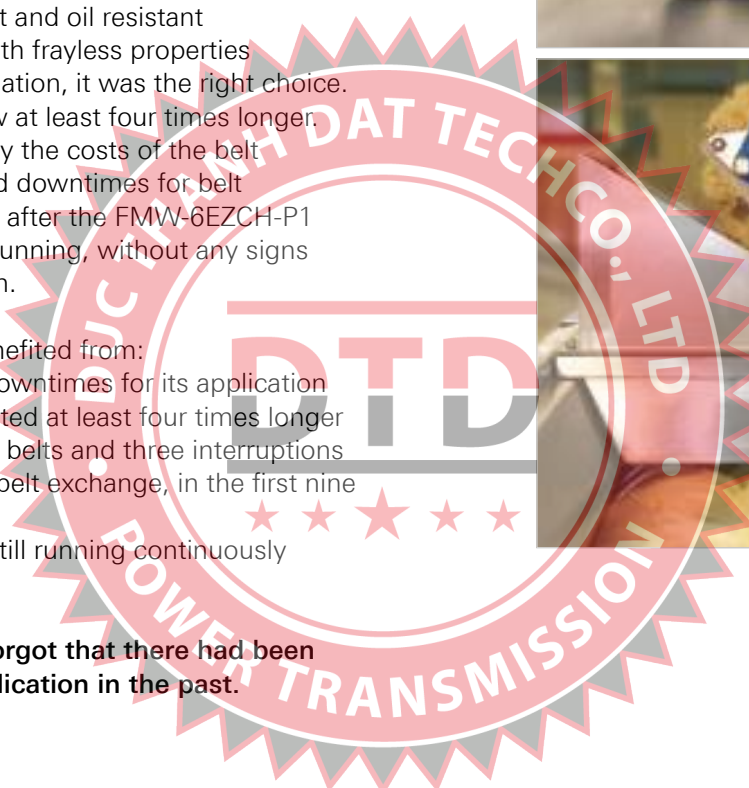 t and oil resistant
th frayless properties
ation, it was the right choice.
at least four times longer.
y the costs of the belt
d downtimes for belt
after the FMW-6EZCH-P1
unning, without any signs
n.
nefited from:
owntimes for its application
ted at least four times longer
belts and three interruptions
belt exchange, in the first nine
till running continuously
orgot that there had been
lication in the past.
DUC THANH DAT TECHCO., LTD
DTD
POWER TRANSMISSION